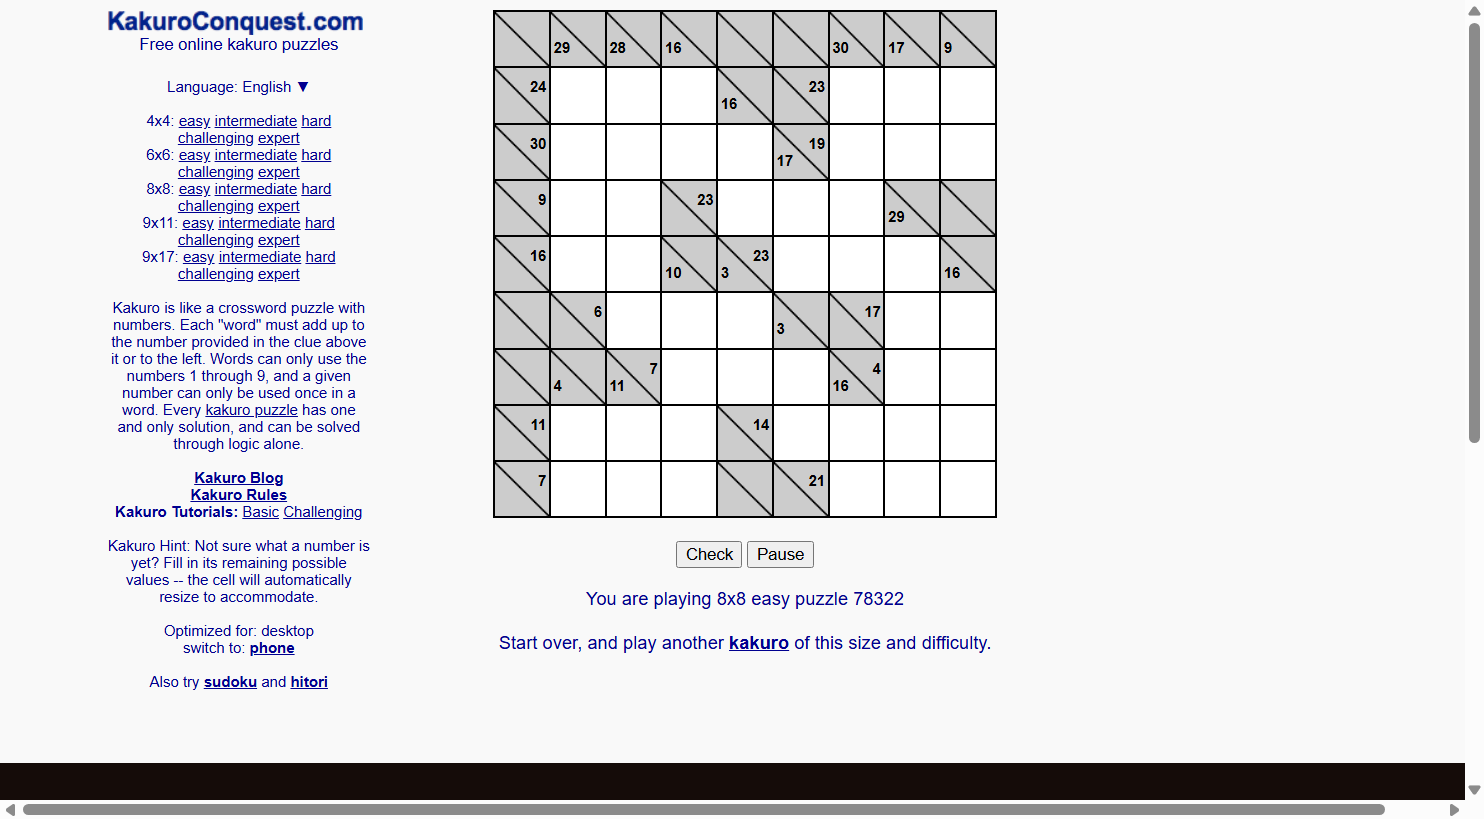 KakuroConquest.com
Free online kakuro puzzles
Language: English ▼
4x4: easy intermediate hard
challenging expert
6x6: easy intermediate hard
challenging expert
8x8: easy intermediate hard
challenging expert
9x11: easy intermediate hard
challenging expert
9x17: easy intermediate hard
challenging expert
Kakuro is like a crossword puzzle with
numbers. Each "word" must add up to
the number provided in the clue above
it or to the left. Words can only use the
numbers 1 through 9, and a given
number can only be used once in a
word. Every kakuro puzzle has one
and only solution, and can be solved
through logic alone.
Kakuro Blog
Kakuro Rules
Kakuro Tutorials: Basic Challenging
Kakuro Hint: Not sure what a number is
yet? Fill in its remaining possible
values -- the cell will automatically
resize to accommodate.
Optimized for: desktop
switch to: phone
Also try sudoku and hitori
29 28 16 30 17 9
24 16 23
30 17 19
9 23 29
16 10 3 23 16
6 3 17
4 11 7 16 4
11 14
7 21
Check Pause
You are playing 8x8 easy puzzle 78322
Start over, and play another kakuro of this size and difficulty.